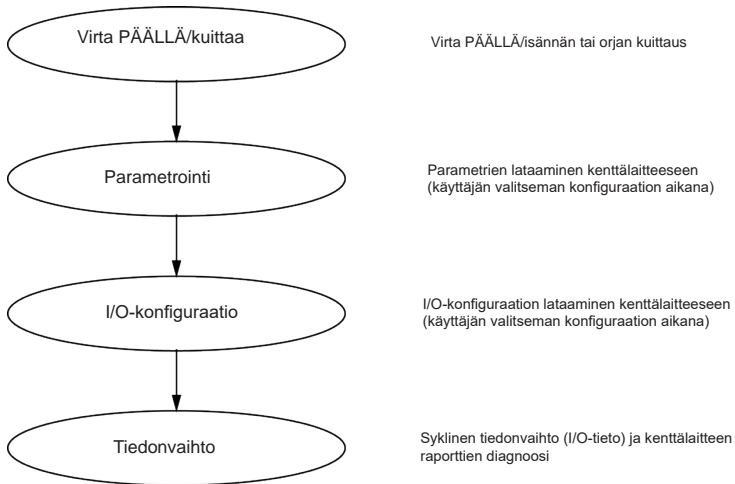 Virta PÄÄLLÄ/kuittaa
Virta PÄÄLLÄ/isännän tai orjan kuittaus
Parametrointi
Parametrien lataaminen kenttälaitteeseen
(käyttäjän valitseman konfiguraation aikana)
I/O-konfiguraatio
I/O-konfiguraation lataaminen kenttälaitteeseen
(käyttäjän valitseman konfiguraation aikana)
Tiedonvaihto
Syklinen tiedonvaihto (I/O-tieto) ja kenttälaitteen
raporttien diagnoosi